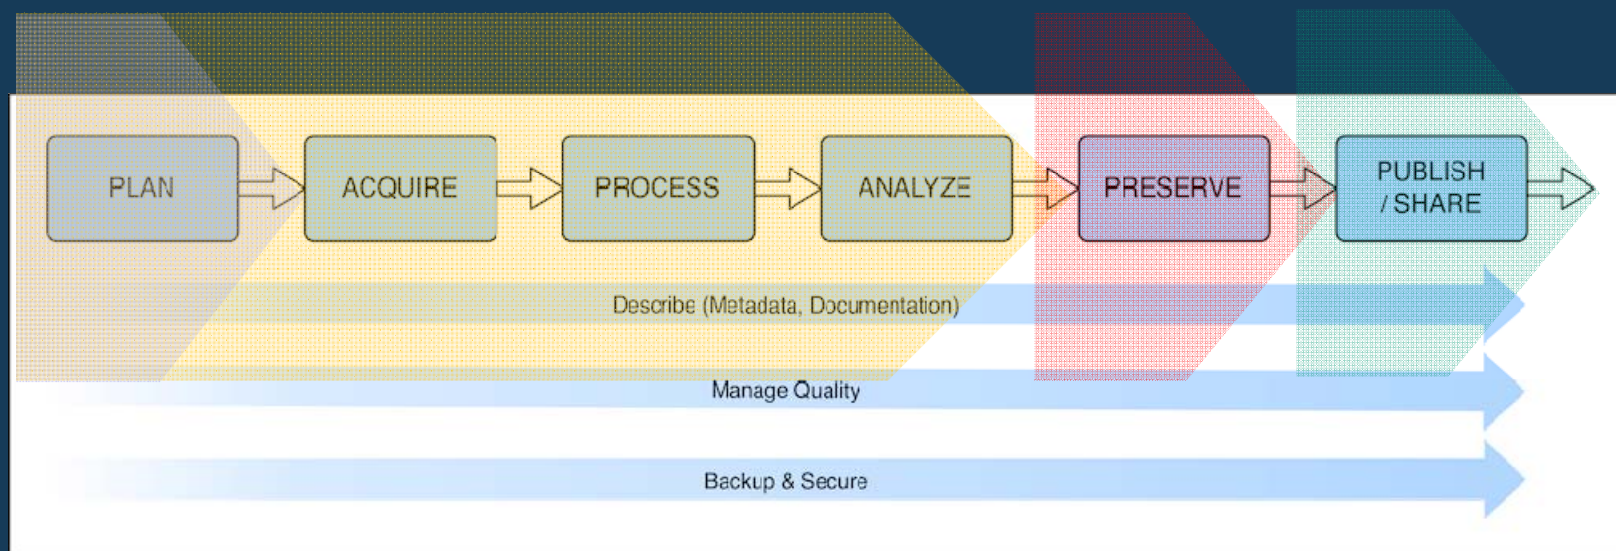 PLAN
ACQUIRE
PROCESS
ANALYZE
PRESERVE
PUBLISH
/ SHARE
Describe (Metadata, Documentation)
Manage Quality
Backup & Secure